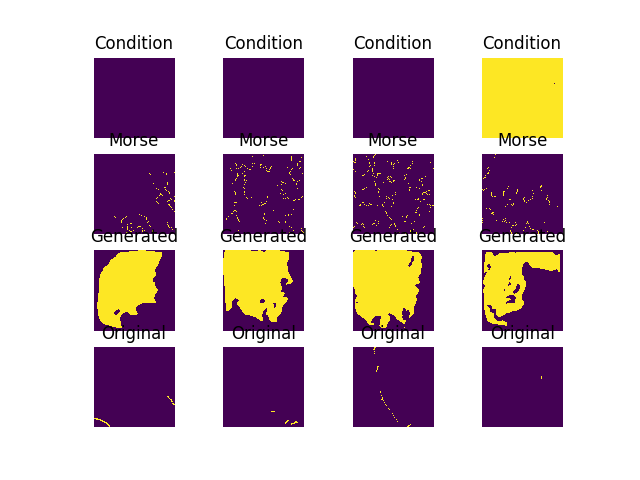 Condition Condition Condition Condition
Morse Morse Morse Morse
Generated Generated Generated Generated
Original Original Original Original